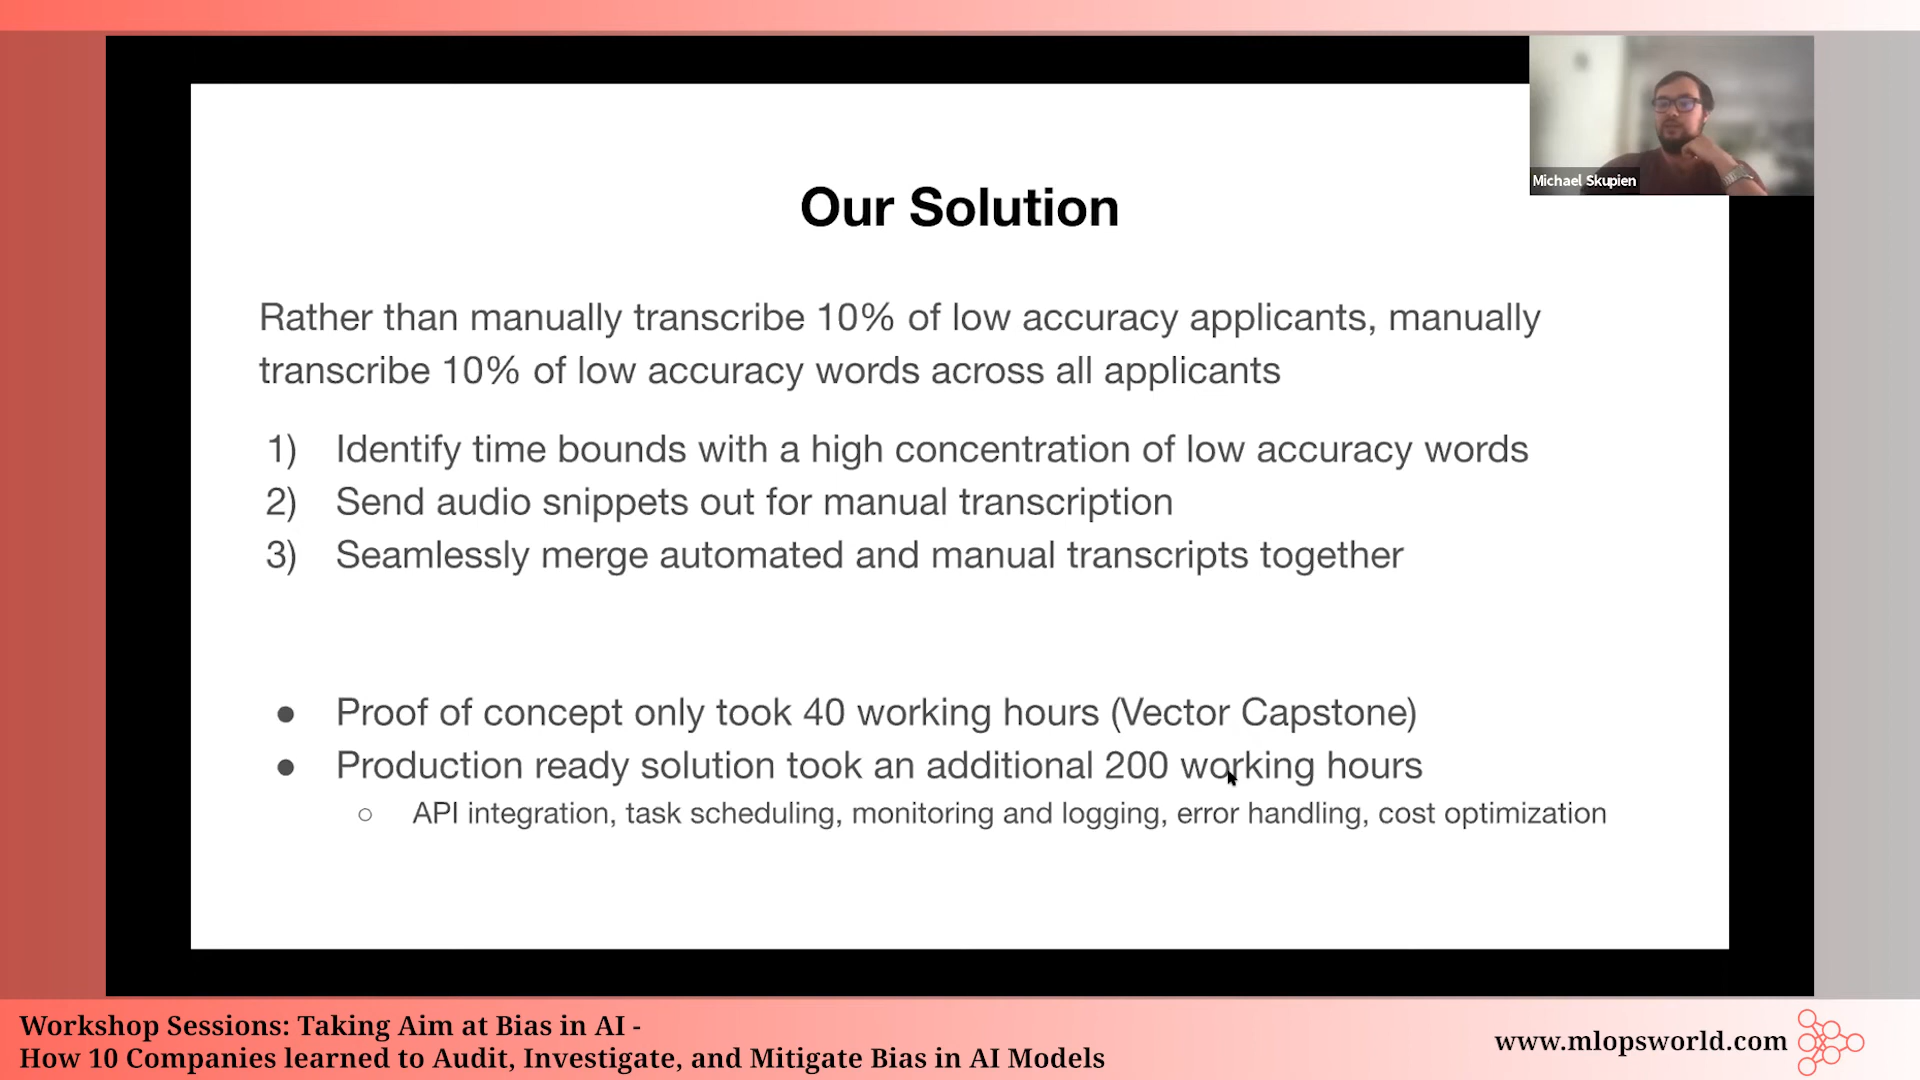 Michael Skupien
Our Solution
Rather than manually transcribe 10% of low accuracy applicants, manually
transcribe 10% of low accuracy words across all applicants
1) Identify time bounds with a high concentration of low accuracy words
2) Send audio snippets out for manual transcription
3) Seamlessly merge automated and manual transcripts together
● Proof of concept only took 40 working hours (Vector Capstone)
● Production ready solution took an additional 200 working hours
○ API integration, task scheduling, monitoring and logging, error handling, cost optimization
Workshop Sessions: Taking Aim at Bias in AI -
How 10 Companies learned to Audit, Investigate, and Mitigate Bias in AI Models
www.mlopsworld.com